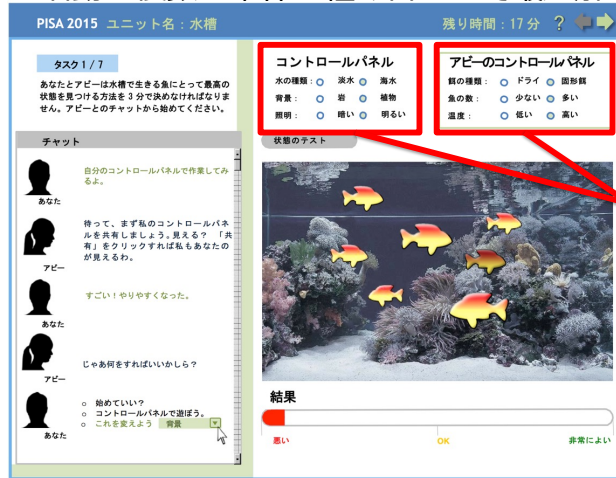 PISA 2015 ユニット名：水槽
残り時間：17分 ?
タスク 1 / 7
あなたとアビーは水槽で生きる魚にとって最高の
状態を見つける方法を3分で決めなければなりま
せん。アビーとのチャットから始めてください。
チャット
自分のコントロールパネルで作業してみ
るよ。
あなた
待って、まず私のコントロールパネ
ルを共有しましょう。見える？ 「共
有」をクリックすれば私もあなたの
が見えるわ。
アビー
すごい！やりやすくなった。
あなた
じゃあ何をすればいいかしら？
アビー
始めていい？
コントロールパネルで遊ぼう。
これを変えよう 背景
あなた
コントロールパネル
水の種類： 淡水 海水
背景： 岩 植物
照明： 暗い 明るい
アビーのコントロールパネル
餌の種類： ドライ 固形餌
魚の数： 少ない 多い
温度： 低い 高い
状態のテスト
結果
悪い OK 非常によい